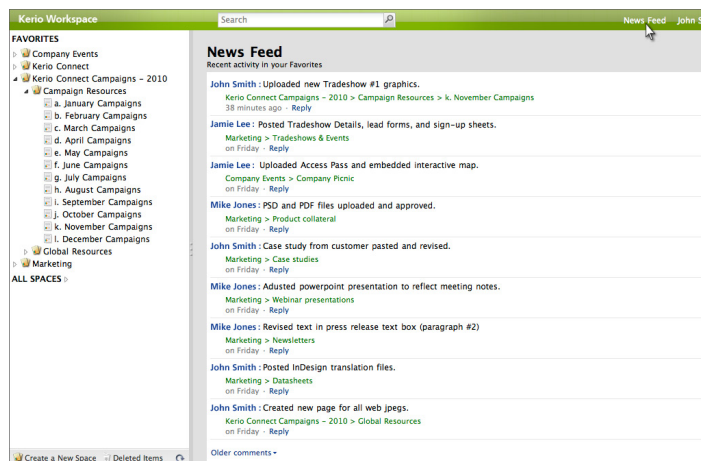 Kerio Workspace
Search
News Feed
John S
FAVORITES
Company Events
Kerio Connect
Kerio Connect Campaigns - 2010
Campaign Resources
a. January Campaigns
b. February Campaigns
c. March Campaigns
d. April Campaigns
e. May Campaigns
f. June Campaigns
g. July Campaigns
h. August Campaigns
i. September Campaigns
j. October Campaigns
k. November Campaigns
l. December Campaigns
Global Resources
Marketing
ALL SPACES
Create a New Space
Deleted Items
News Feed
Recent activity in your Favorites
John Smith : Uploaded new Tradeshow #1 graphics.
Kerio Connect Campaigns - 2010 > Campaign Resources > k. November Campaigns
38 minutes ago - Reply
Jamie Lee : Posted Tradeshow Details, lead forms, and sign-up sheets.
Marketing > Tradeshows & Events
on Friday - Reply
Jamie Lee : Uploaded Access Pass and embedded interactive map.
Company Events > Company Picnic
on Friday - Reply
Mike Jones : PSD and PDF files uploaded and approved.
Marketing > Product collateral
on Friday - Reply
John Smith : Case study from customer pasted and revised.
Marketing > Case studies
on Friday - Reply
Mike Jones : Adusted powerpoint presentation to reflect meeting notes.
Marketing > Webinar presentations
on Friday - Reply
Mike Jones : Revised text in press release text box (paragraph #2)
Marketing > Newsletters
on Friday - Reply
John Smith : Posted InDesign translation files.
Marketing > Datasheets
on Friday - Reply
John Smith : Created new page for all web jpegs.
Kerio Connect Campaigns - 2010 > Global Resources
on Friday - Reply
Older comments